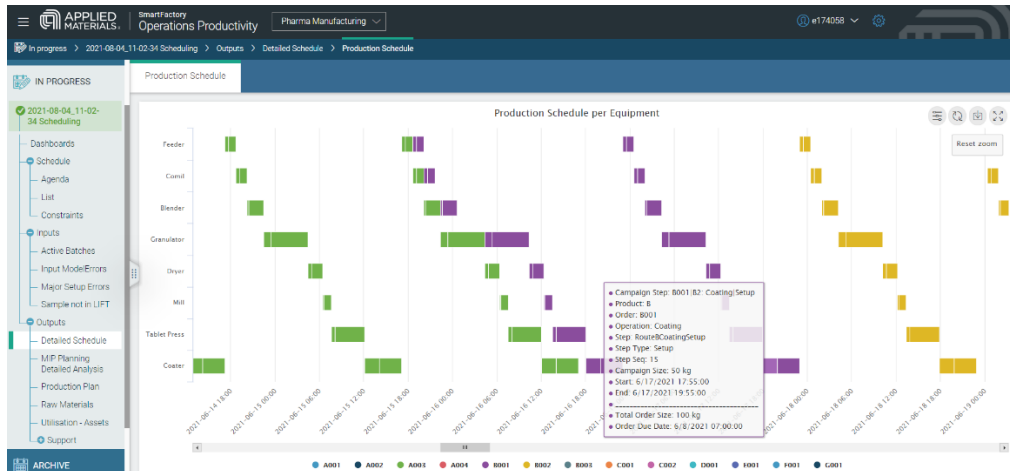 APPLIED MATERIALS®
SmartFactory
Operations Productivity
Pharma Manufacturing
e174058
In progress > 2021-08-04_11-02-34 Scheduling > Outputs > Detailed Schedule > Production Schedule
IN PROGRESS
2021-08-04_11-02-34 Scheduling
Dashboards
Schedule
Agenda
List
Constraints
Inputs
Active Batches
Input ModelErrors
Major Setup Errors
Sample not in LIFT
Outputs
Detailed Schedule
MIP Planning
Detailed Analysis
Production Plan
Raw Materials
Utilisation - Assets
Support
ARCHIVE
Production Schedule
Production Schedule per Equipment
Reset zoom
Feeder
Comil
Blender
Granulator
Dryer
Mill
Tablet Press
Coater
Campaign Step: B001|B2: Coating|Setup
Product: B
Order: B001
Operation: Coating
Step: RouteBCoatingSetup
Step Type: Setup
Step Seq: 15
Campaign Size: 50 kg
Start: 6/17/2021 17:55:00
End: 6/17/2021 19:55:00
Total Order Size: 100 kg
Order Due Date: 6/8/2021 07:00:00
2021-06-14 18:00
2021-06-15 00:00
2021-06-15 06:00
2021-06-15 12:00
2021-06-15 18:00
2021-06-16 00:00
2021-06-16 06:00
2021-06-16 12:00
2021-06-16 18:00
2021-06-18 00:00
2021-06-18 06:00
2021-06-18 12:00
2021-06-18 18:00
2021-06-19 00:00
A001 A002 A003 A004 B001 B002 B003 C001 C002 D001 E001 F001 G001